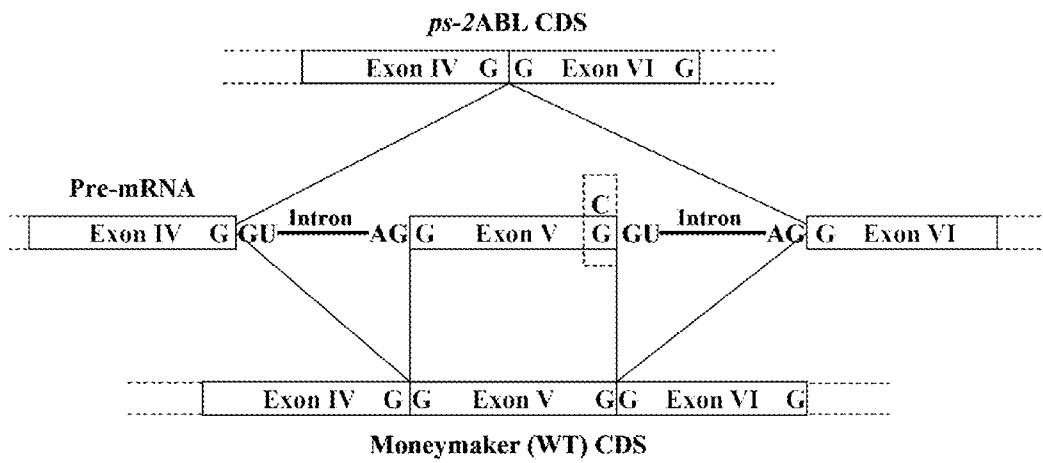 ps-2ABL CDS
Exon IV G G Exon VI G
Pre-mRNA
C
Exon IV G GU Intron AG G Exon V G GU Intron AG G Exon VI
Exon IV G G Exon V G G Exon VI G
Moneymaker (WT) CDS